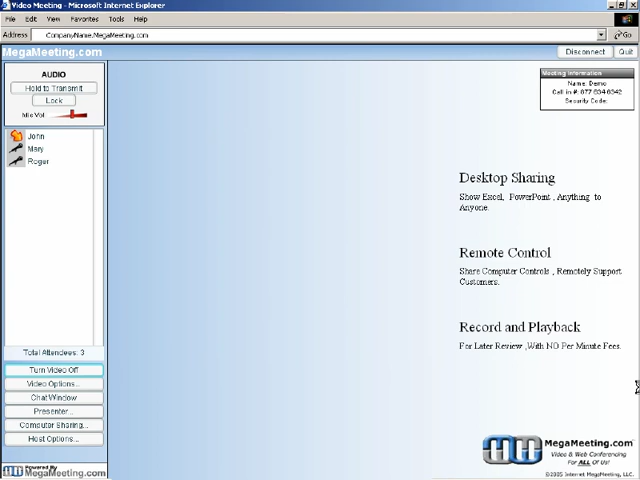 Video Meeting - Microsoft Internet Explorer
File Edit View Favorites Tools Help
Address CompanyName.MegaMeeting.com Go
MegaMeeting.com Disconnect Quit
AUDIO
Hold to Transmit
Lock
Mic Vol
John
Mary
Roger
Total Attendees: 3
Turn Video Off
Video Options...
Chat Window
Presenter...
Computer Sharing...
Host Options...
Powered By
MegaMeeting.com
Meeting Information
Name: Demo
Call in #: 877 634 6342
Security Code:
Desktop Sharing
Show Excel, PowerPoint , Anything to
Anyone.
Remote Control
Share Computer Controls , Remotely Support
Customers.
Record and Playback
For Later Review ,With NO Per Minute Fees.
MegaMeeting.com
Video & Web Conferencing
For ALL Of Us!
©2005 Internet MegaMeeting, LLC.